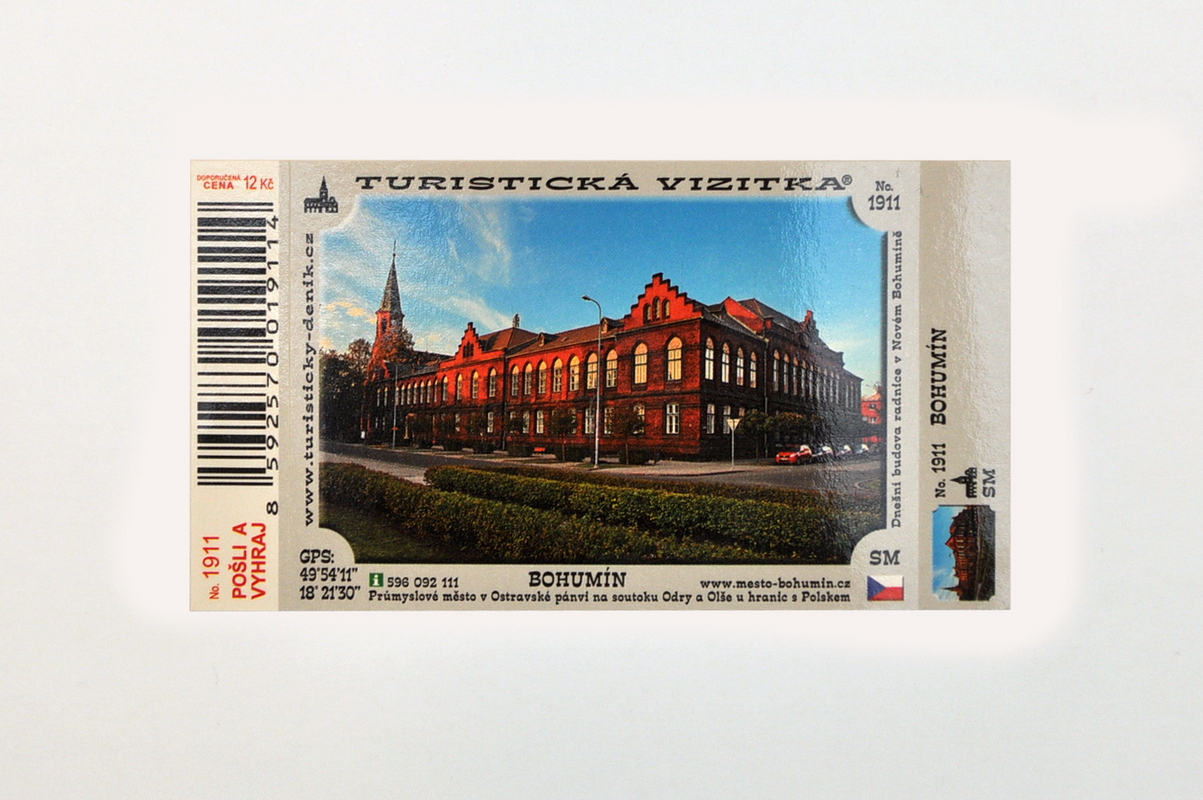 DOPORUČENÁ
CENA 12 Kč
8 592570 019114
No. 1911
POŠLI A
VYHRAJ
TURISTICKÁ VIZITKA®
No.
1911
www.turisticky-denik.cz
Dnešní budova radnice v Novém Bohumíně
GPS:
49°54'11"
18°21'30"
i 596 092 111
BOHUMÍN
www.mesto-bohumin.cz
Průmyslové město v Ostravské pánvi na soutoku Odry a Olše u hranic s Polskem
SM
No. 1911 BOHUMÍN
SM